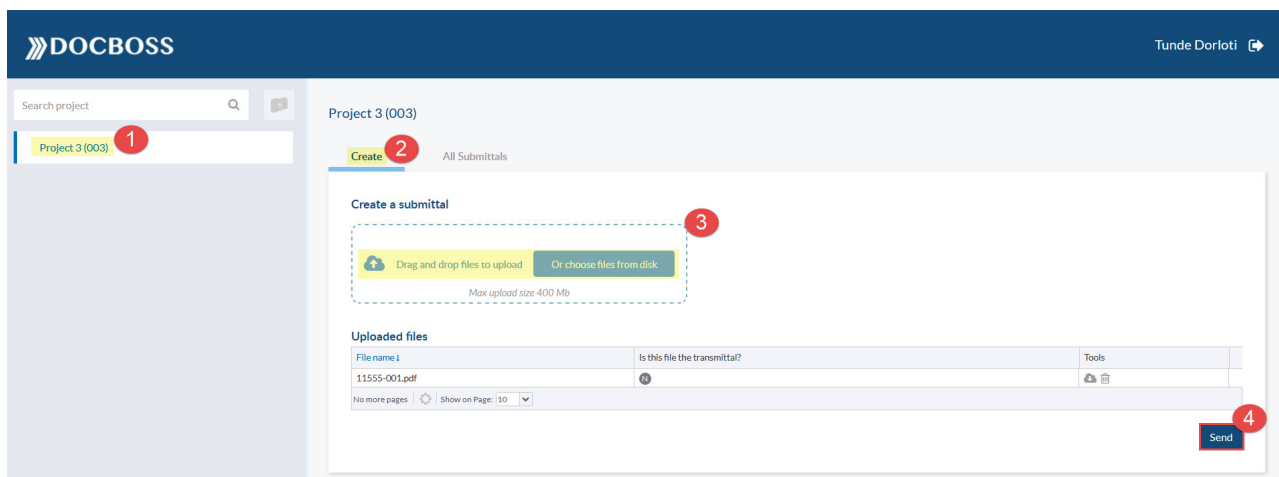 DOCBOSS
Tunde Dorloti
Search project
Project 3 (003)
1
Project 3 (003)
Create
2
All Submittals
Create a submittal
3
Drag and drop files to upload
Or choose files from disk
Max upload size 400 Mb
Uploaded files
File name↓ Is this file the transmittal? Tools
11555-001.pdf N
No more pages Show on Page: 10
4
Send